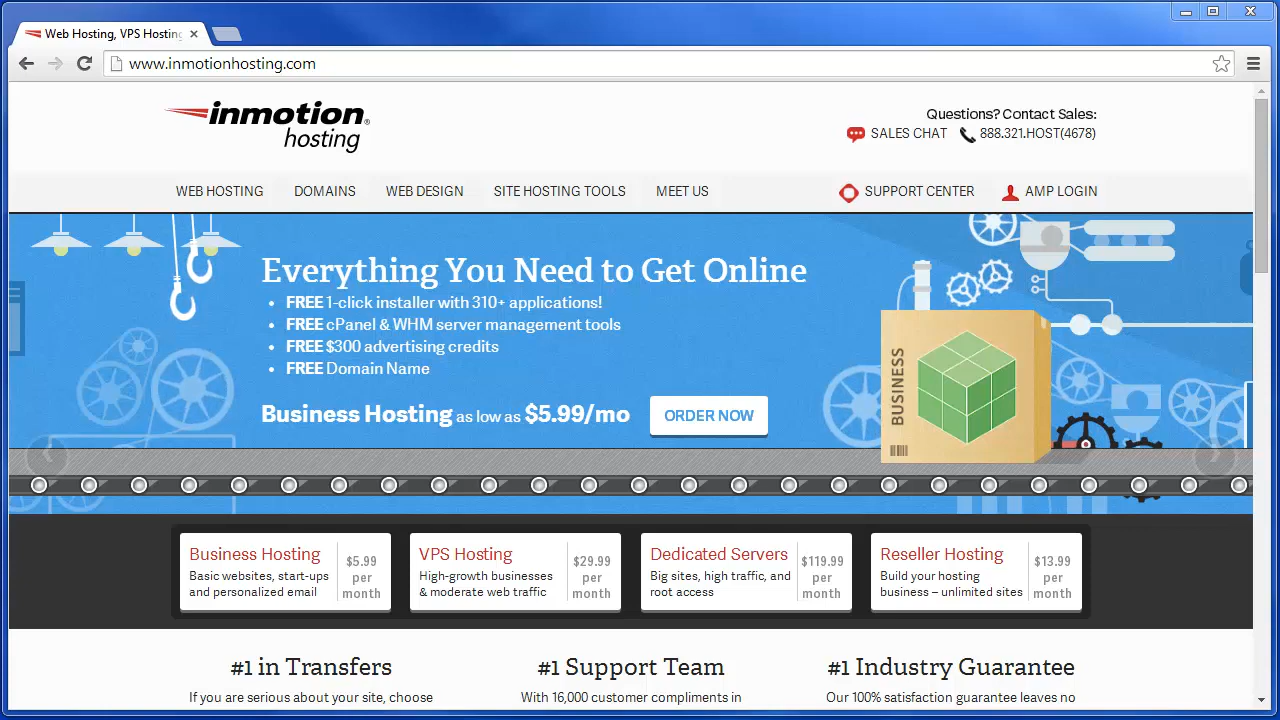 Web Hosting, VPS Hosting
www.inmotionhosting.com
inmotion®
hosting
Questions? Contact Sales:
SALES CHAT 888.321.HOST(4678)
WEB HOSTING DOMAINS WEB DESIGN SITE HOSTING TOOLS MEET US SUPPORT CENTER AMP LOGIN
Everything You Need to Get Online
• FREE 1-click installer with 310+ applications!
• FREE cPanel & WHM server management tools
• FREE $300 advertising credits
• FREE Domain Name
Business Hosting as low as $5.99/mo ORDER NOW
BUSINESS
Business Hosting
Basic websites, start-ups
and personalized email
$5.99
per
month
VPS Hosting
High-growth businesses
& moderate web traffic
$29.99
per
month
Dedicated Servers
Big sites, high traffic, and
root access
$119.99
per
month
Reseller Hosting
Build your hosting
business – unlimited sites
$13.99
per
month
#1 in Transfers
If you are serious about your site, choose
#1 Support Team
With 16,000 customer compliments in
#1 Industry Guarantee
Our 100% satisfaction guarantee leaves no